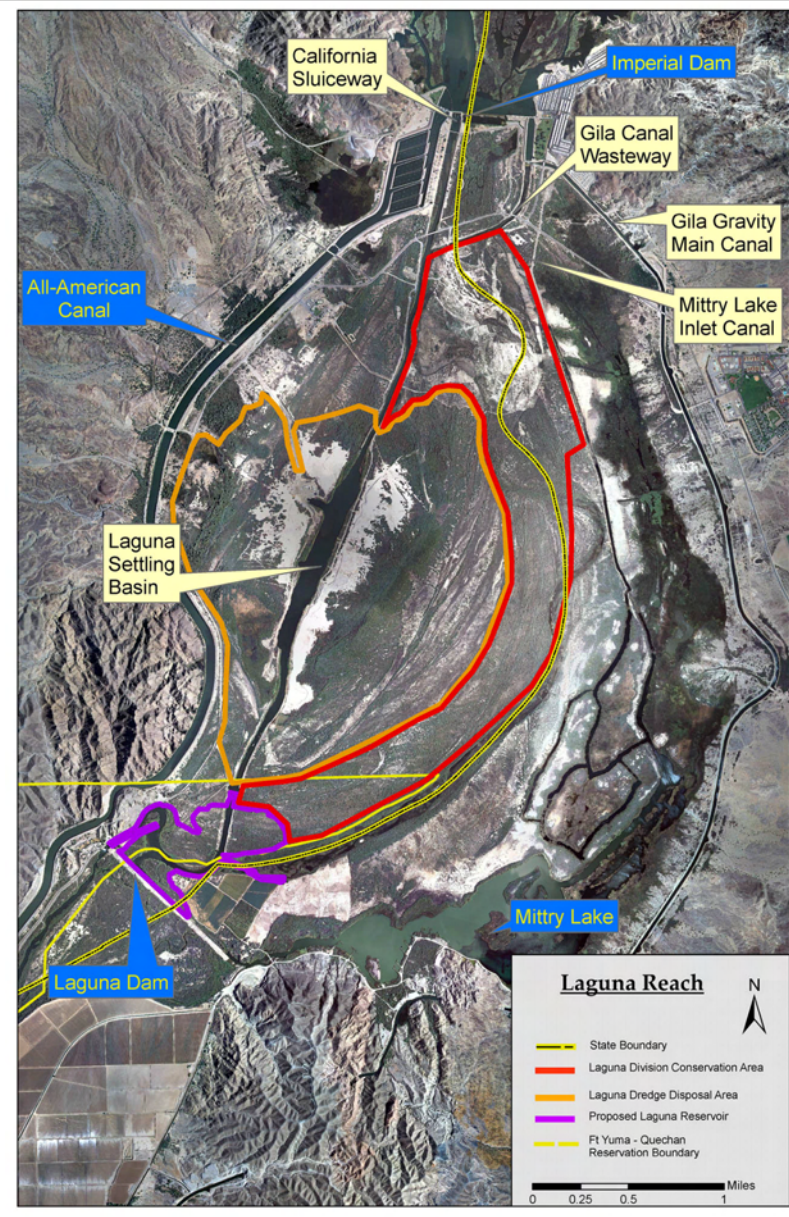 California
Sluiceway
Imperial Dam
Gila Canal
Wasteway
Gila Gravity
Main Canal
All-American
Canal
Mittry Lake
Inlet Canal
Laguna
Settling
Basin
Mittry Lake
Laguna Dam
Laguna Reach
N
State Boundary
Laguna Division Conservation Area
Laguna Dredge Disposal Area
Proposed Laguna Reservoir
Ft Yuma - Quechan
Reservation Boundary
Miles
0 0.25 0.5 1